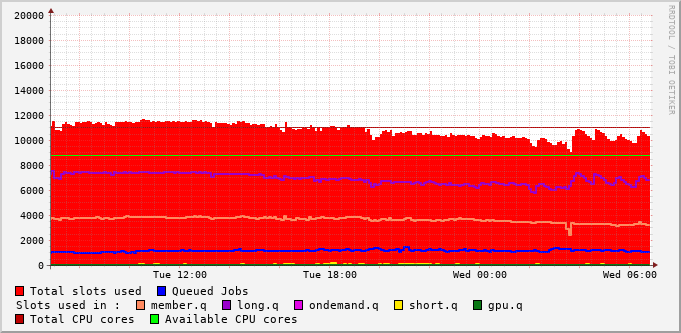 20000
18000
16000
14000
12000
10000
8000
6000
4000
2000
0
Tue 12:00 Tue 18:00 Wed 00:00 Wed 06:00
RRDTOOL / TOBI OETIKER
Total slots used Queued Jobs
Slots used in : member.q long.q ondemand.q short.q gpu.q
Total CPU cores Available CPU cores